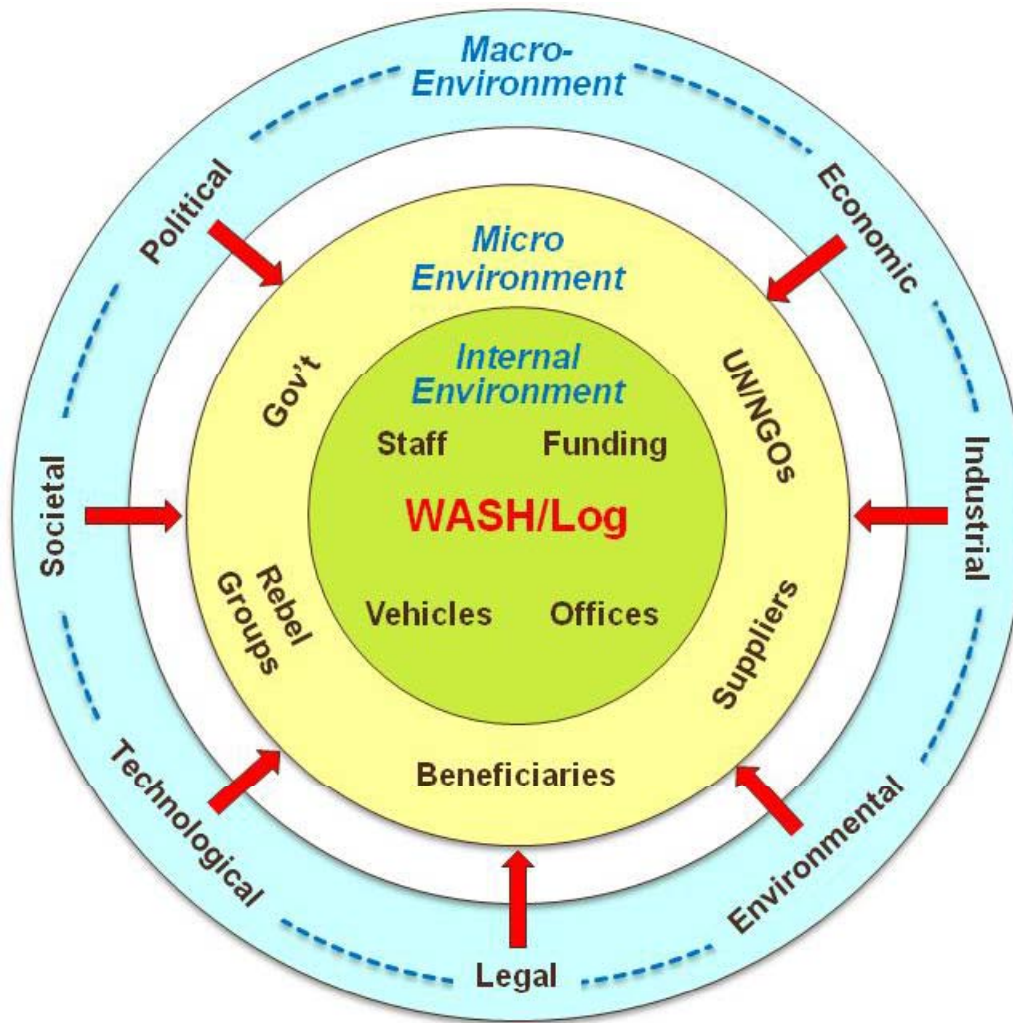 Macro-
Environment
Political
Economic
Micro
Environment
Gov't
UN/NGOs
Internal
Environment
Staff
Funding
WASH/Log
Societal
Industrial
Rebel
Groups
Vehicles
Offices
Suppliers
Technological
Beneficiaries
Environmental
Legal